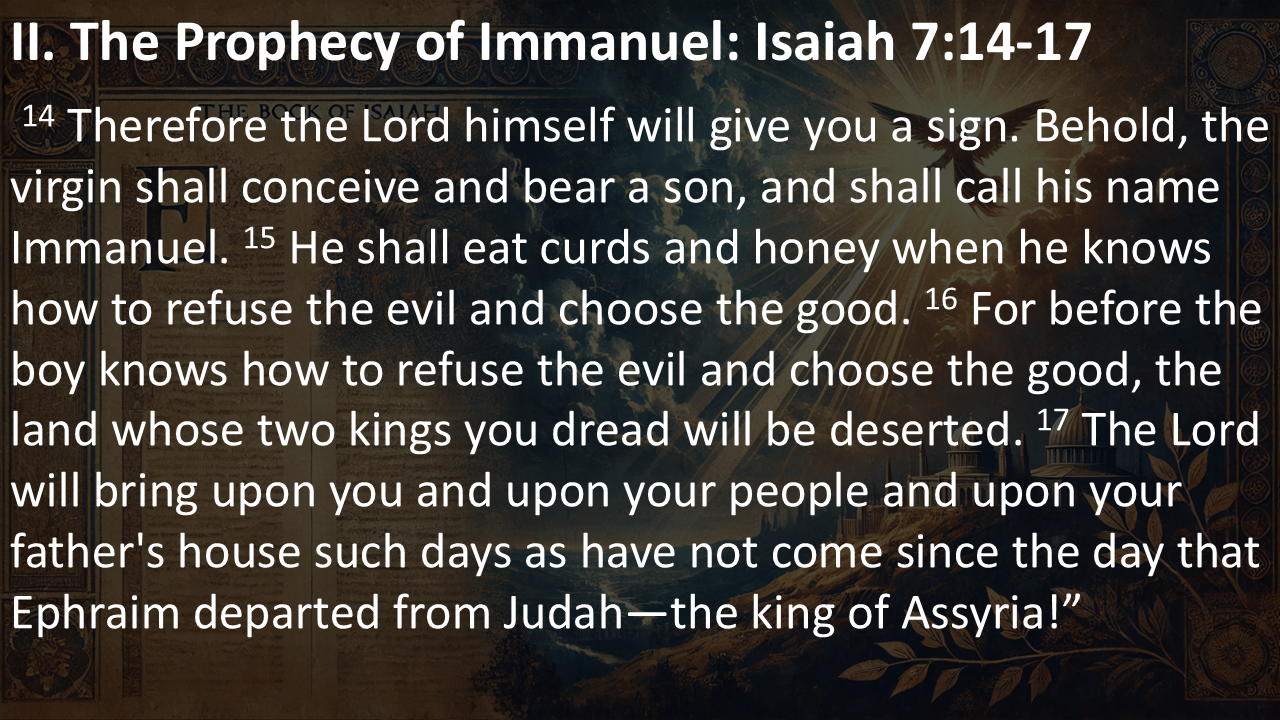 II. The Prophecy of Immanuel: Isaiah 7:14-17
THE BOOK OF ISAIAH
14 Therefore the Lord himself will give you a sign. Behold, the
virgin shall conceive and bear a son, and shall call his name
Immanuel. 15 He shall eat curds and honey when he knows
how to refuse the evil and choose the good. 16 For before the
boy knows how to refuse the evil and choose the good, the
land whose two kings you dread will be deserted. 17 The Lord
will bring upon you and upon your people and upon your
father's house such days as have not come since the day that
Ephraim departed from Judah—the king of Assyria!”